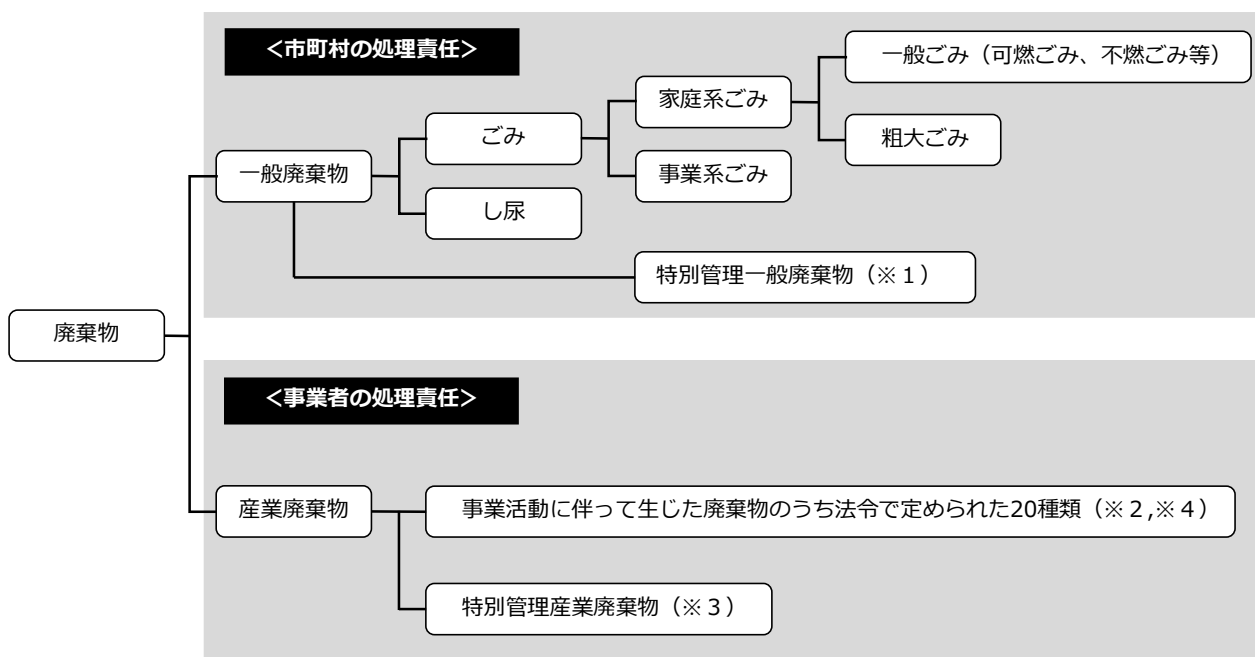 <市町村の処理責任>
一般ごみ（可燃ごみ、不燃ごみ等）
家庭系ごみ
ごみ
粗大ごみ
一般廃棄物
事業系ごみ
し尿
特別管理一般廃棄物（※１）
廃棄物
<事業者の処理責任>
産業廃棄物
事業活動に伴って生じた廃棄物のうち法令で定められた20種類（※２,※４）
特別管理産業廃棄物（※３）